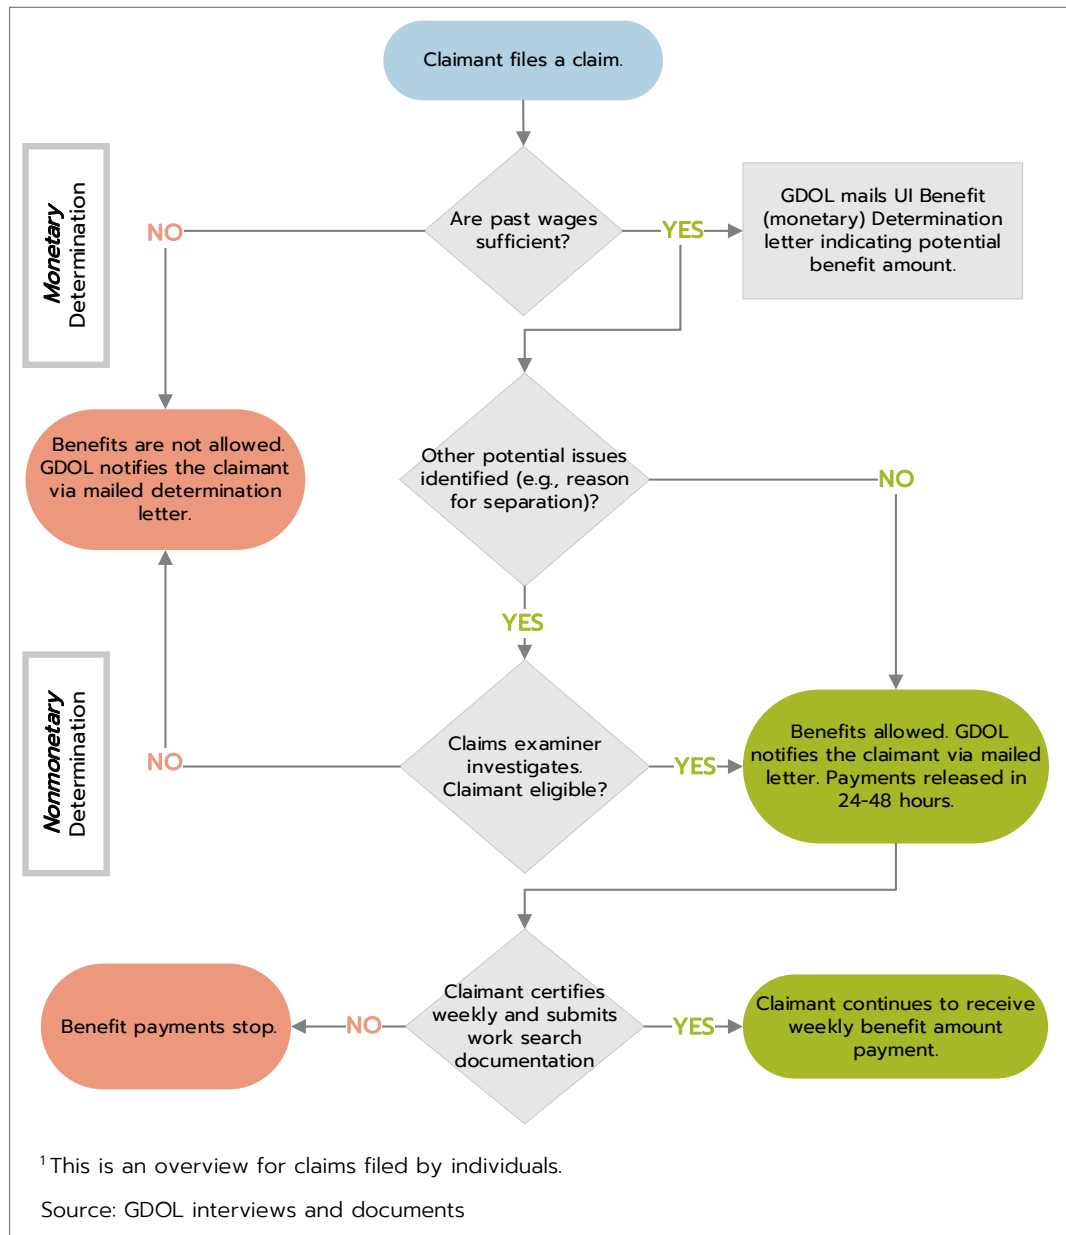 Claimant files a claim.
Monetary
Determination
Are past wages
sufficient?
NO
YES
GDOL mails UI Benefit
(monetary) Determination
letter indicating potential
benefit amount.
Benefits are not allowed.
GDOL notifies the claimant
via mailed determination
letter.
Other potential issues
identified (e.g., reason
for separation)?
NO
YES
Nonmonetary
Determination
NO
Claims examiner
investigates.
Claimant eligible?
YES
Benefits allowed. GDOL
notifies the claimant via mailed
letter. Payments released in
24-48 hours.
Benefit payments stop.
NO
Claimant certifies
weekly and submits
work search
documentation
YES
Claimant continues to receive
weekly benefit amount
payment.
1 This is an overview for claims filed by individuals.
Source: GDOL interviews and documents